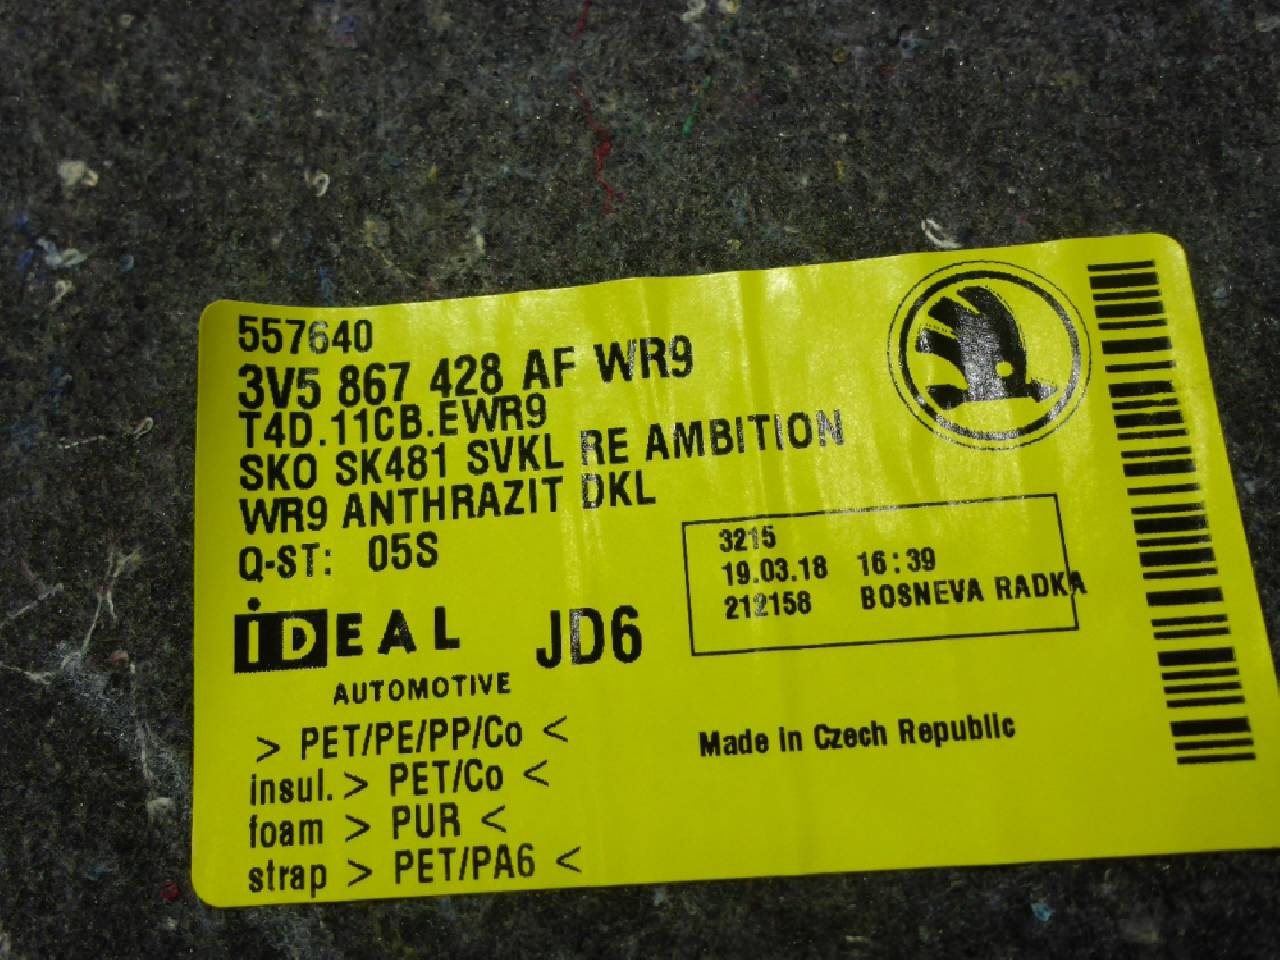 557640
3V5 867 428 AF WR9
T4D.11CB.EWR9
SKO SK481 SVKL RE AMBITION
WR9 ANTHRAZIT DKL
Q-ST: 05S
3215
19.03.18 16:39
212158 BOSNEVA RADKA
iDEAL JD6
AUTOMOTIVE
> PET/PE/PP/Co <
insul. > PET/Co <
foam > PUR <
strap > PET/PA6 <
Made in Czech Republic